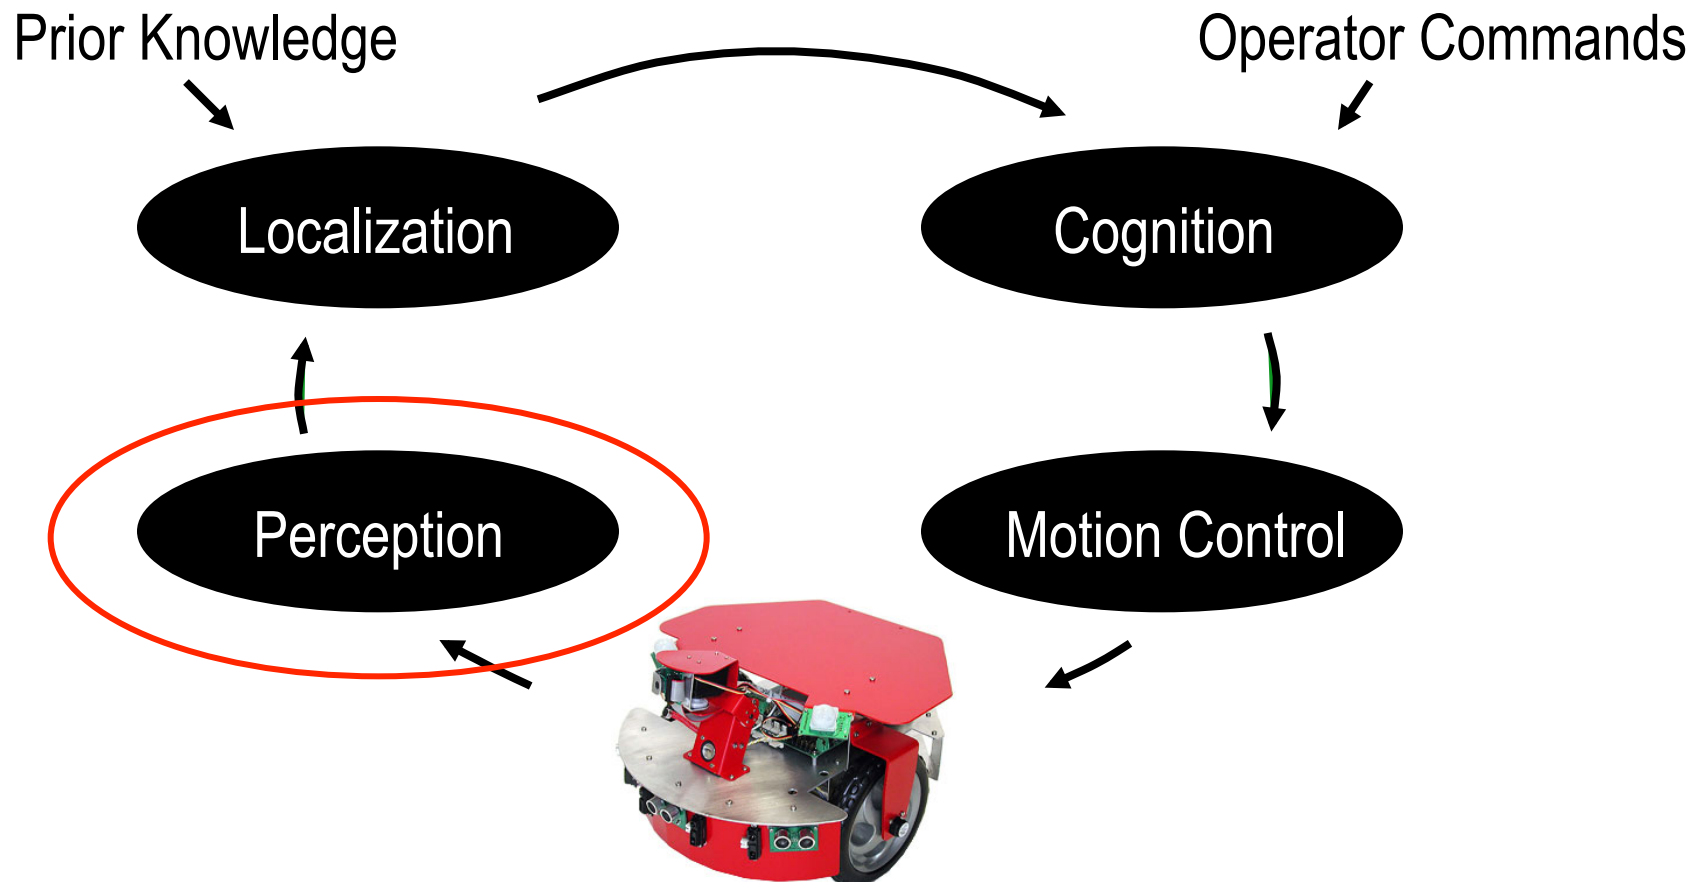 Prior Knowledge
Operator Commands
Localization
Cognition
Perception
Motion Control